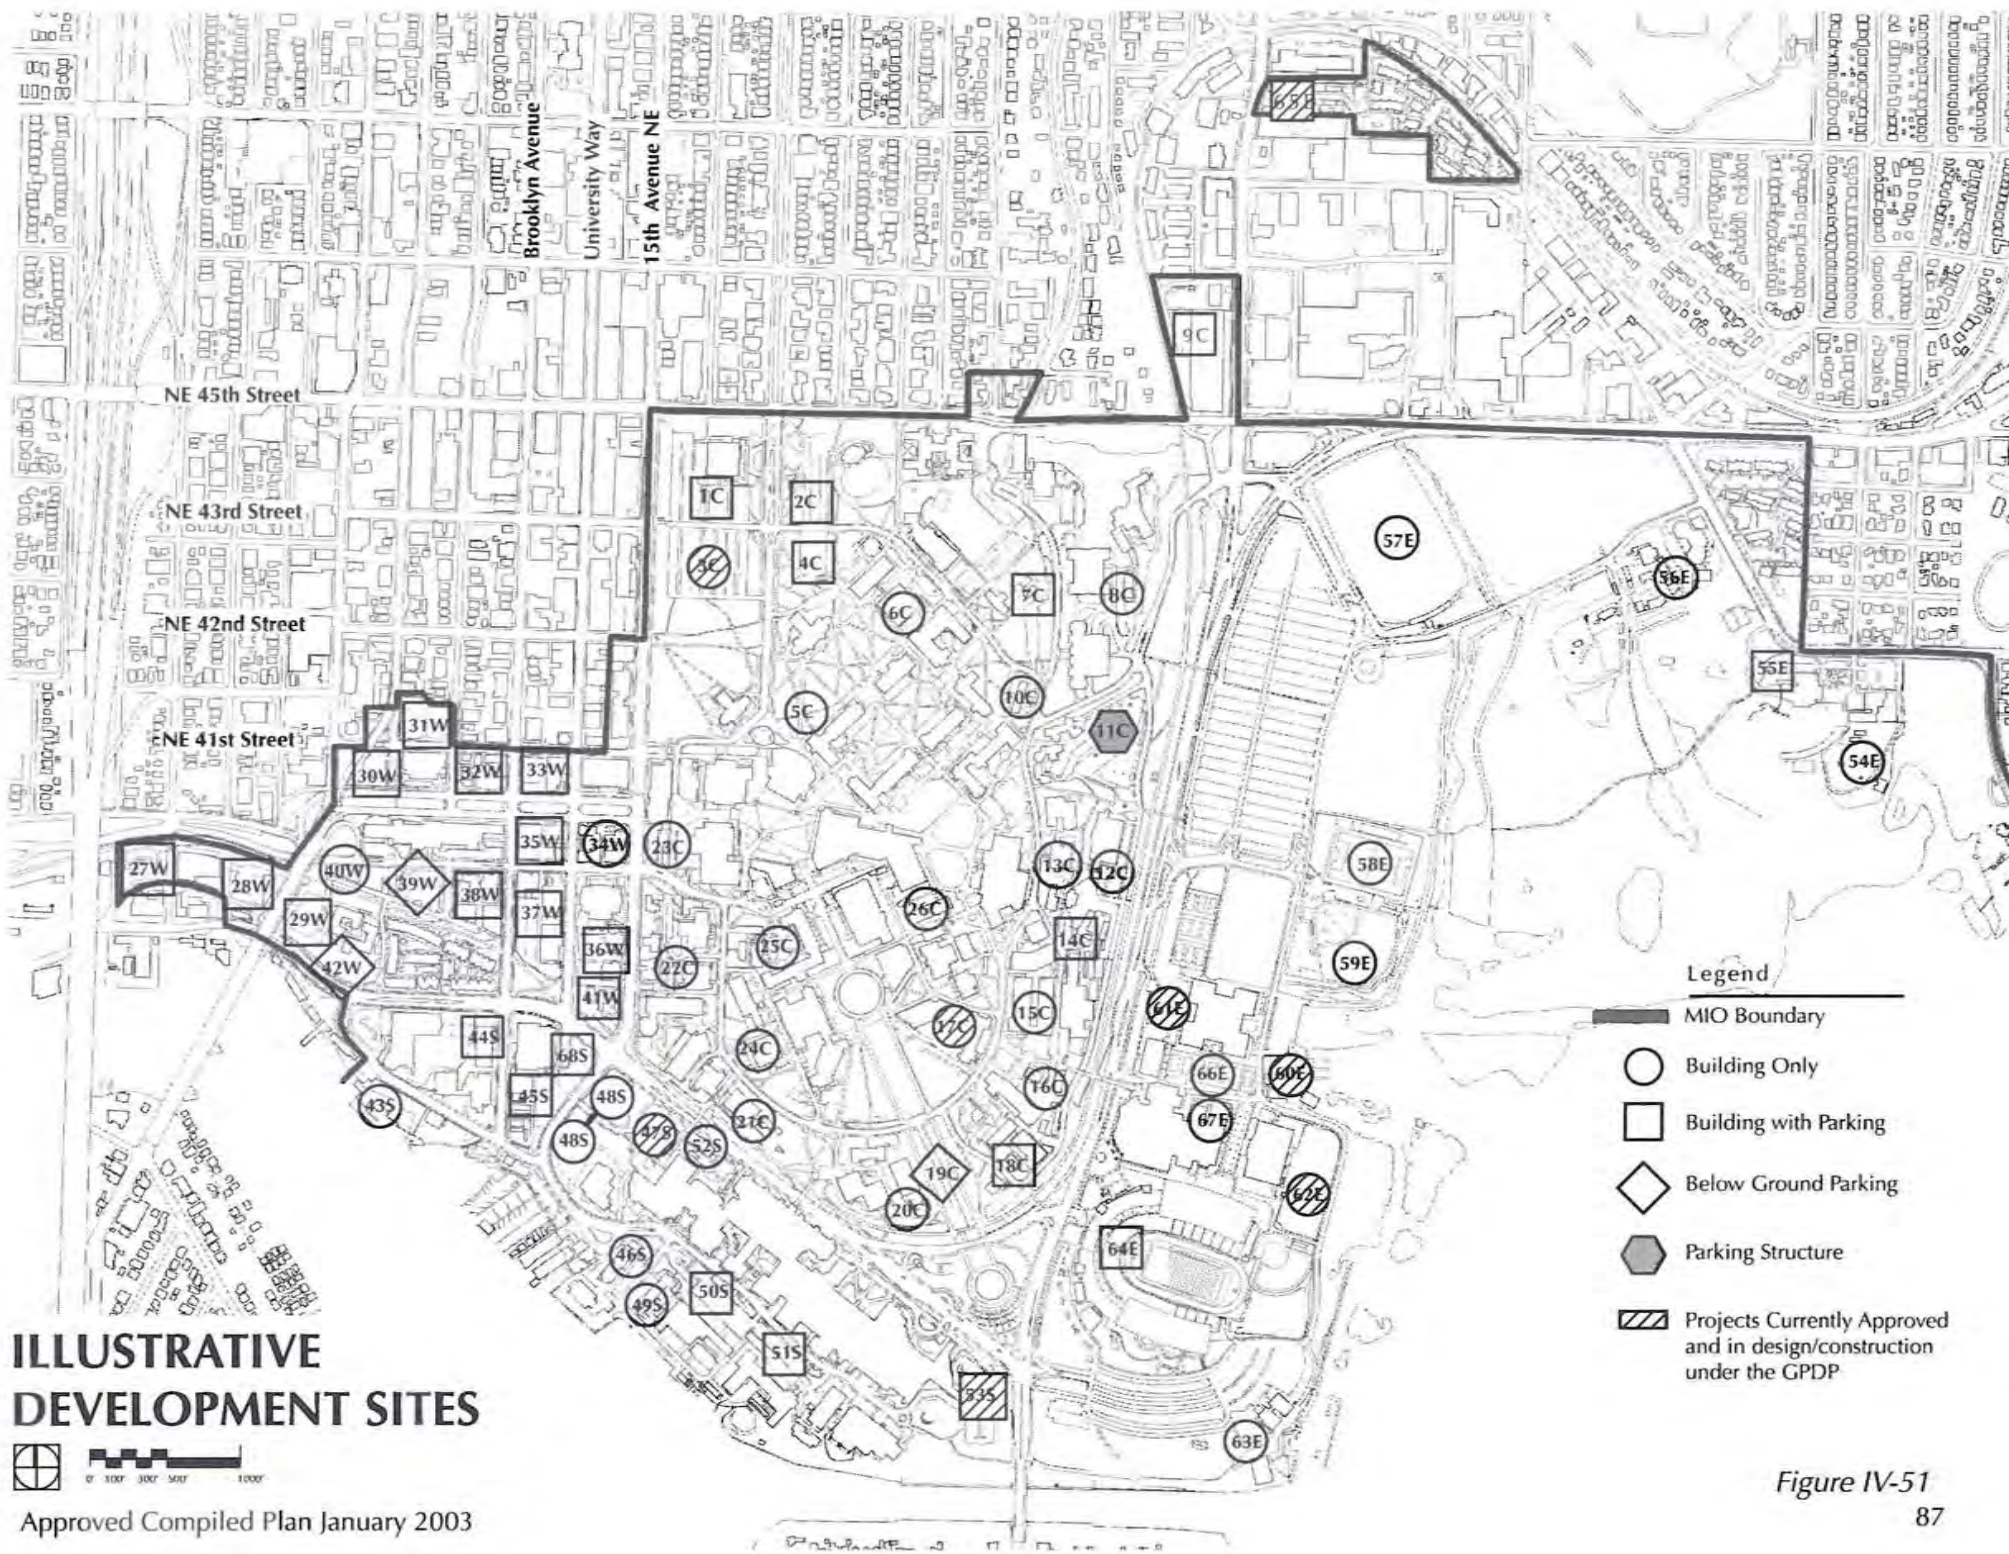 Brooklyn Avenue
University Way
15th Avenue NE
65E
9C
NE 45th Street
1C
2C
NE 43rd Street
57E
3C
4C
56E
7C
8C
6C
NE 42nd Street
55E
10C
5C
31W
11C
NE 41st Street
54E
30W
32W
33W
35W
34W
23C
27W
28W
40W
39W
38W
13C
12C
58E
29W
37W
26C
36W
25C
14C
42W
22C
59E
41W
Legend
MIO Boundary
61E
15C
17C
44S
68S
24C
Building Only
66E
60E
16C
45S
48S
43S
21C
67E
Building with Parking
48S
47S
52S
19C
18C
Below Ground Parking
62E
20C
46S
64E
Parking Structure
50S
49S
Projects Currently Approved
and in design/construction
under the GPDP
51S
53S
63E
ILLUSTRATIVE
DEVELOPMENT SITES
0' 100' 300' 500' 1000'
Approved Compiled Plan January 2003
Figure IV-51
87